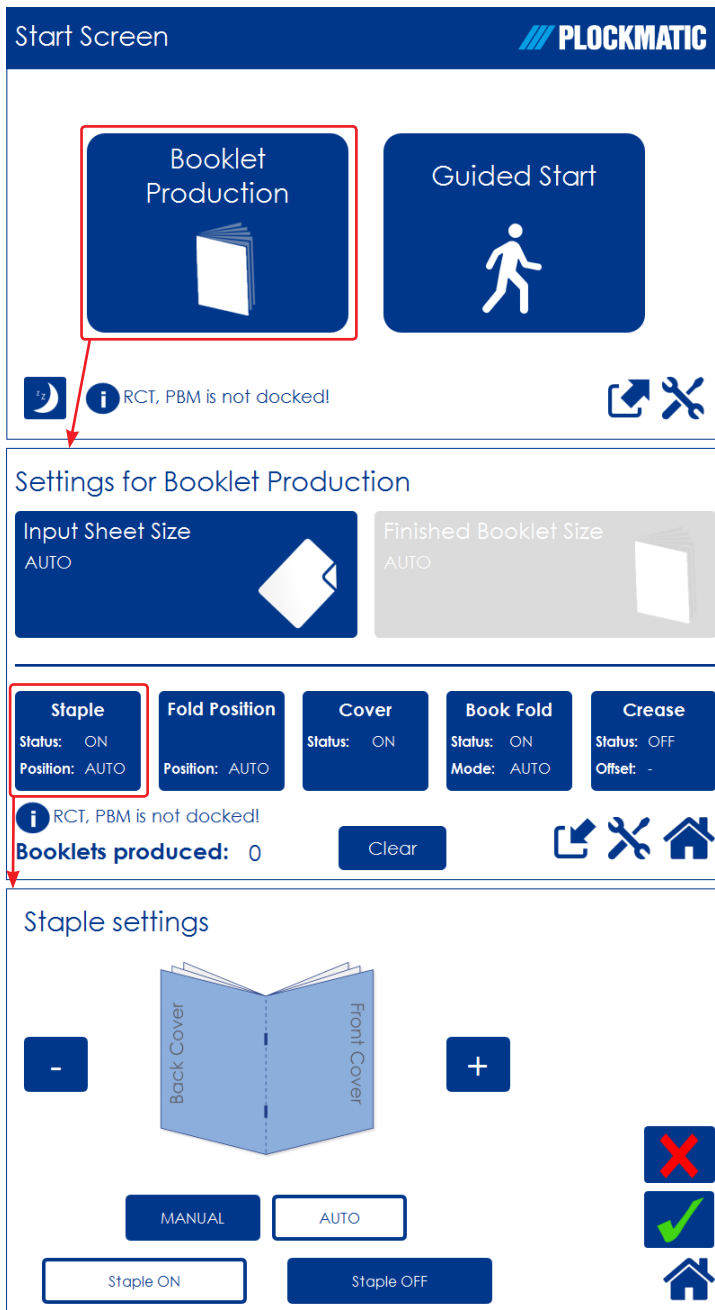 Start Screen
PLOCKMATIC
Booklet
Production
Guided Start
z z
i RCT, PBM is not docked!
Settings for Booklet Production
Input Sheet Size
AUTO
Finished Booklet Size
AUTO
Staple
Status: ON
Position: AUTO
Fold Position
Position: AUTO
Cover
Status: ON
Book Fold
Status: ON
Mode: AUTO
Crease
Status: OFF
Offset: -
i RCT, PBM is not docked!
Booklets produced: 0
Clear
Staple settings
-
Back Cover
Front Cover
+
MANUAL
AUTO
Staple ON
Staple OFF